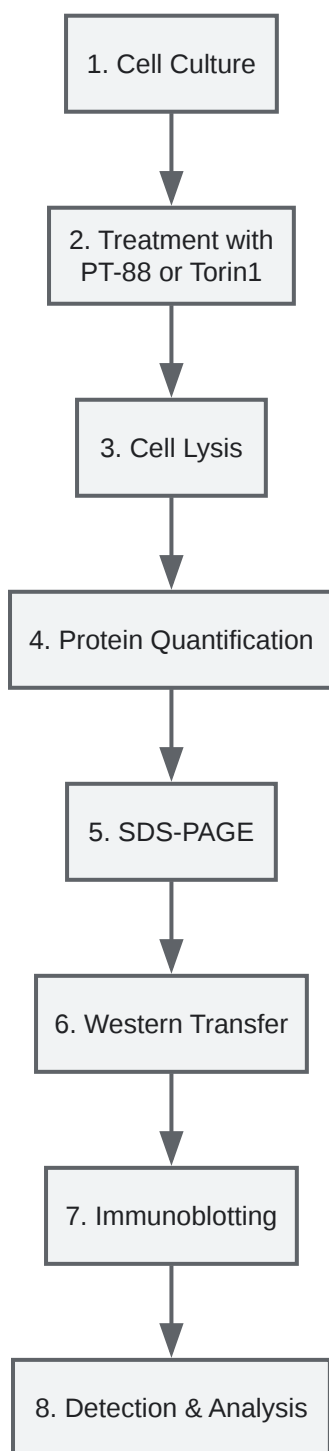 1. Cell Culture
2. Treatment with
PT-88 or Torin1
3. Cell Lysis
4. Protein Quantification
5. SDS-PAGE
6. Western Transfer
7. Immunoblotting
8. Detection & Analysis